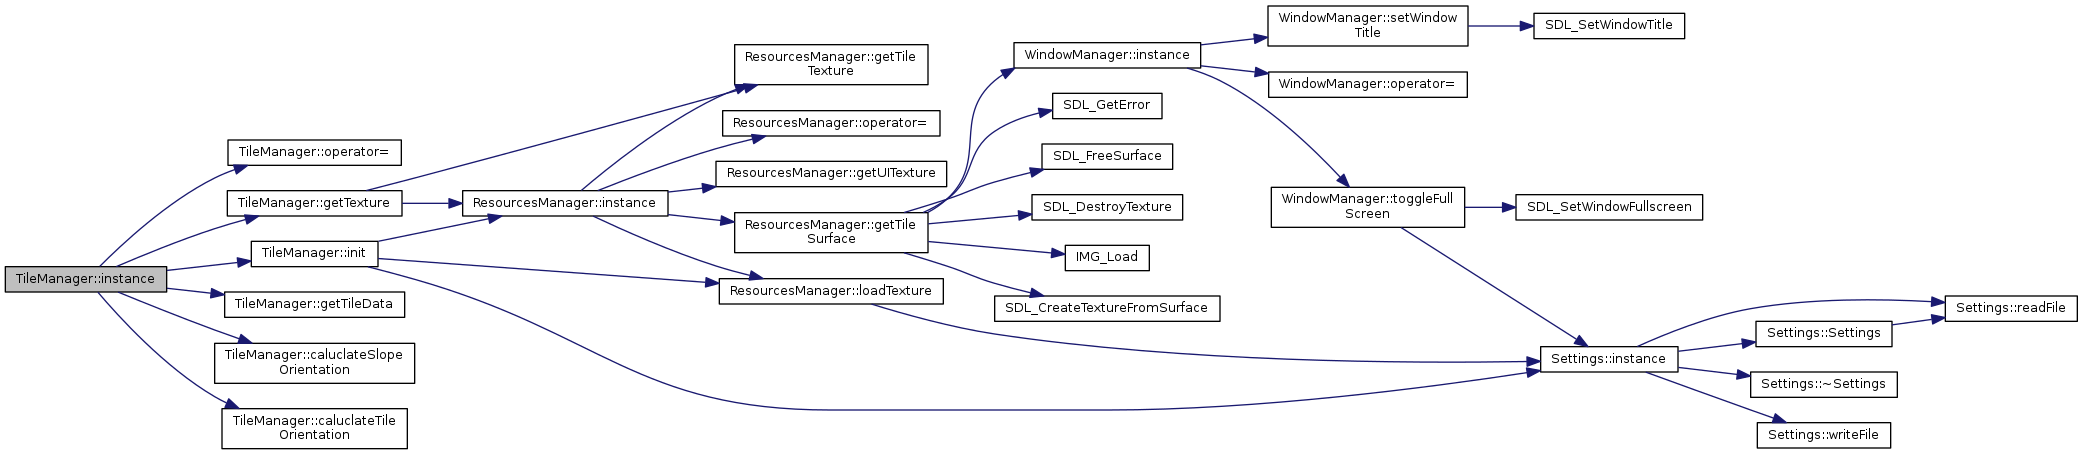 TileManager::instance
TileManager::operator=
TileManager::getTexture
TileManager::init
TileManager::getTileData
TileManager::caluclateSlope
Orientation
TileManager::caluclateTile
Orientation
ResourcesManager::instance
ResourcesManager::getTile
Texture
ResourcesManager::operator=
ResourcesManager::getUITexture
ResourcesManager::getTile
Surface
ResourcesManager::loadTexture
WindowManager::instance
SDL_GetError
SDL_FreeSurface
SDL_DestroyTexture
IMG_Load
SDL_CreateTextureFromSurface
WindowManager::setWindow
Title
WindowManager::operator=
WindowManager::toggleFull
Screen
SDL_SetWindowTitle
SDL_SetWindowFullscreen
Settings::instance
Settings::readFile
Settings::Settings
Settings::~Settings
Settings::writeFile